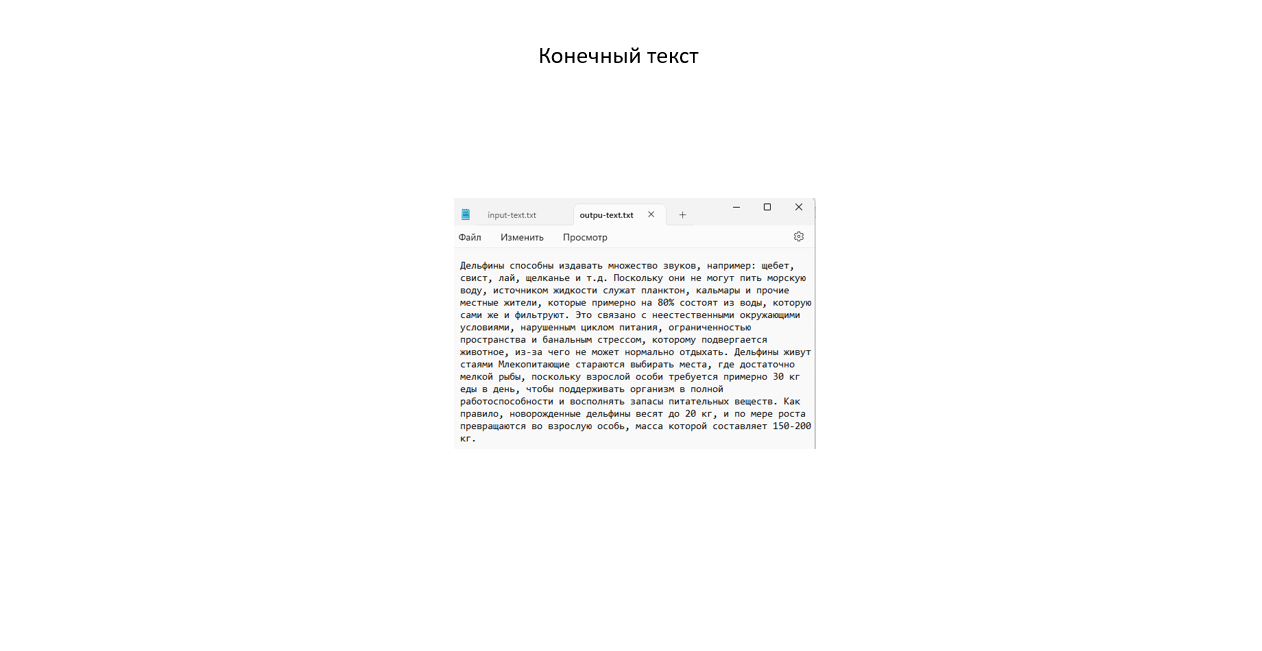 Конечный текст
input-text.txt
outpu-text.txt
Файл Изменить Просмотр
Дельфины способны издавать множество звуков, например: щебет,
свист, лай, щелканье и т.д. Поскольку они не могут пить морскую
воду, источником жидкости служат планктон, кальмары и прочие
местные жители, которые примерно на 80% состоят из воды, которую
сами же и фильтруют. Это связано с неестественными окружающими
условиями, нарушенным циклом питания, ограниченностью
пространства и банальным стрессом, которому подвергается
животное, из-за чего не может нормально отдыхать. Дельфины живут
стаями Млекопитающие стараются выбирать места, где достаточно
мелкой рыбы, поскольку взрослой особи требуется примерно 30 кг
еды в день, чтобы поддерживать организм в полной
работоспособности и восполнять запасы питательных веществ. Как
правило, новорожденные дельфины весят до 20 кг, и по мере роста
превращаются во взрослую особь, масса которой составляет 150-200
кг.